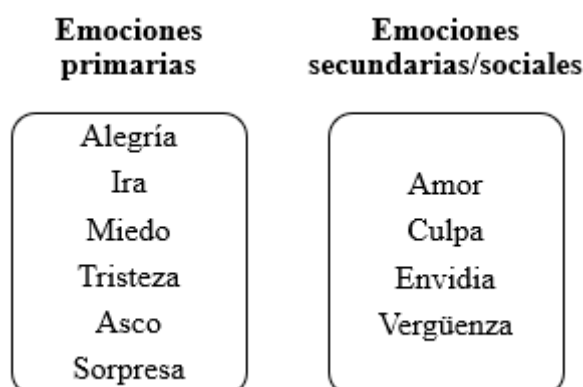 Emociones
primarias
Alegría
Ira
Miedo
Tristeza
Asco
Sorpresa
Emociones
secundarias/sociales
Amor
Culpa
Envidia
Vergüenza